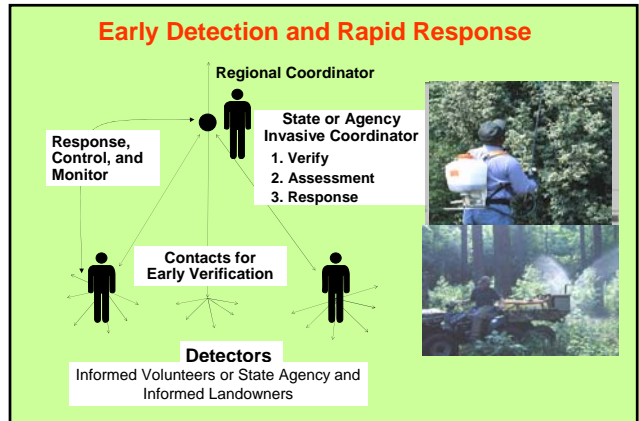 Early Detection and Rapid Response
Regional Coordinator
State or Agency
Invasive Coordinator
1. Verify
2. Assessment
3. Response
Response,
Control, and
Monitor
Contacts for
Early Verification
Detectors
Informed Volunteers or State Agency and
Informed Landowners